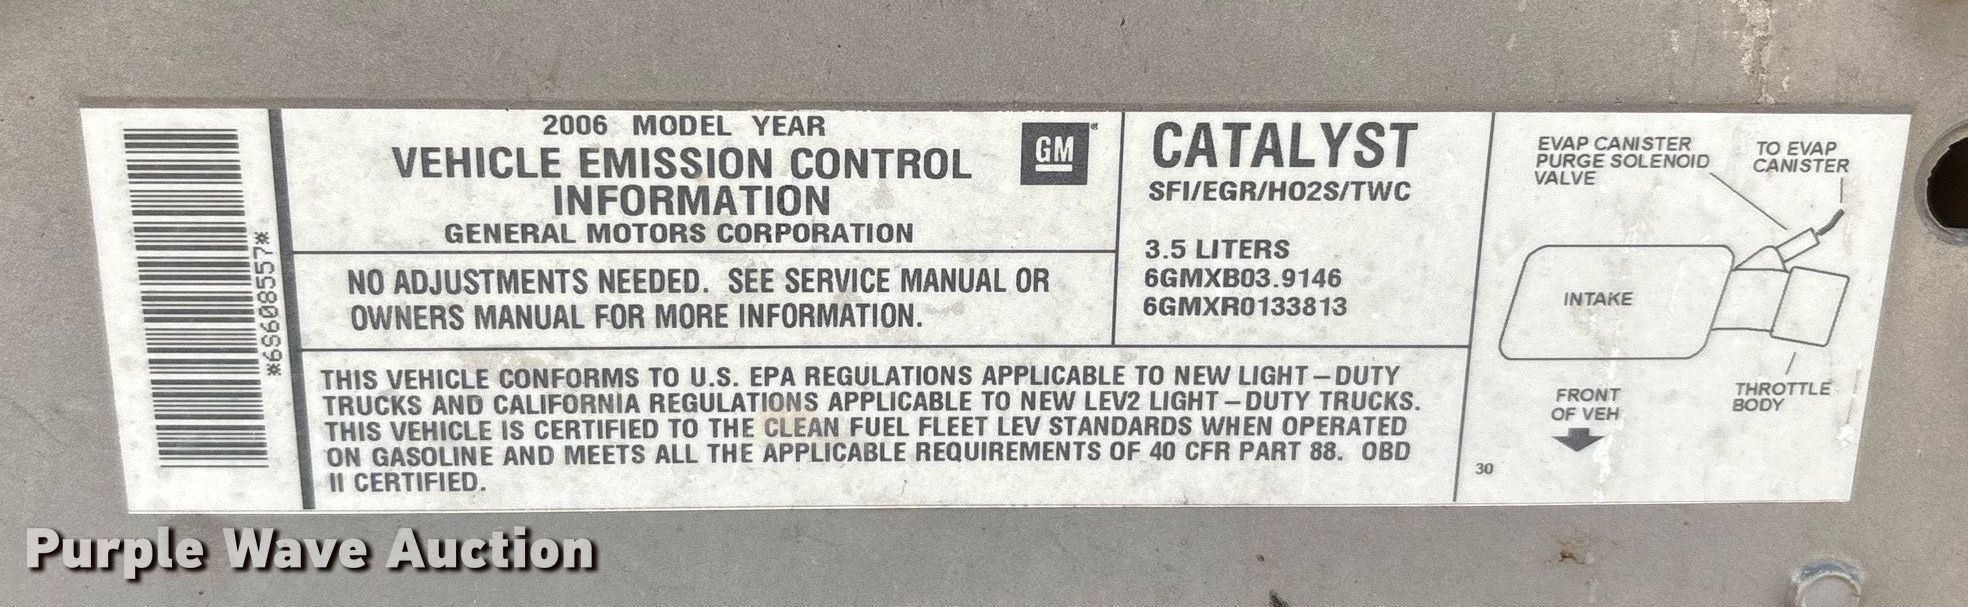 *6S608557*
2006 MODEL YEAR
VEHICLE EMISSION CONTROL
INFORMATION
GENERAL MOTORS CORPORATION
GM
NO ADJUSTMENTS NEEDED. SEE SERVICE MANUAL OR
OWNERS MANUAL FOR MORE INFORMATION.
CATALYST
SFI/EGR/HO2S/TWC
3.5 LITERS
6GMXB03.9146
6GMXR0133813
THIS VEHICLE CONFORMS TO U.S. EPA REGULATIONS APPLICABLE TO NEW LIGHT–DUTY
TRUCKS AND CALIFORNIA REGULATIONS APPLICABLE TO NEW LEV2 LIGHT–DUTY TRUCKS.
THIS VEHICLE IS CERTIFIED TO THE CLEAN FUEL FLEET LEV STANDARDS WHEN OPERATED
ON GASOLINE AND MEETS ALL THE APPLICABLE REQUIREMENTS OF 40 CFR PART 88. OBD
II CERTIFIED.
EVAP CANISTER
PURGE SOLENOID
VALVE
TO EVAP
CANISTER
INTAKE
THROTTLE
BODY
FRONT
OF VEH
30
Purple Wave Auction